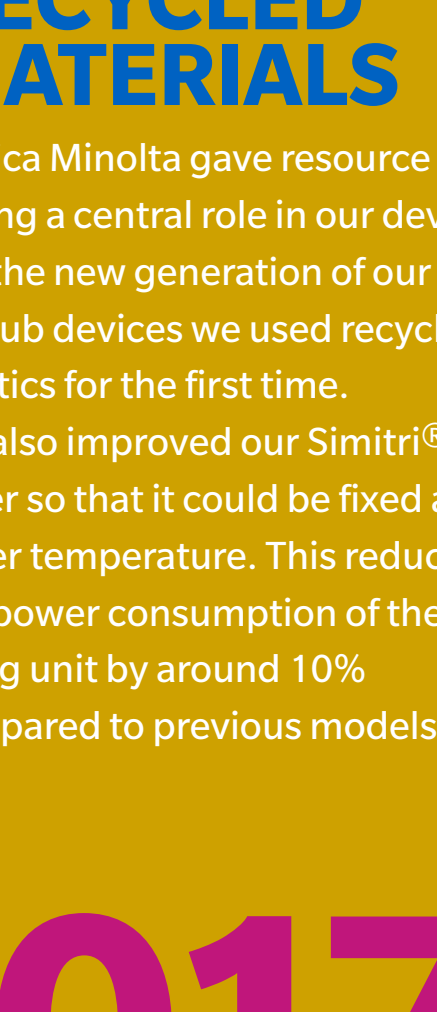 ECYCLED
ATERIALS
ica Minolta gave resource
ng a central role in our dev
the new generation of our
ub devices we used recycl
tics for the first time.
also improved our Simitri®
er so that it could be fixed a
er temperature. This reduc
power consumption of the
g unit by around 10%
pared to previous models
017